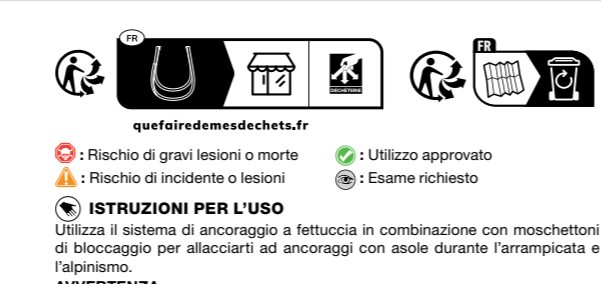 FR
FR
DÉCHÈTERIE
quefairedemesdechets.fr
: Rischio di gravi lesioni o morte
: Utilizzo approvato
: Rischio di incidente o lesioni
: Esame richiesto
ISTRUZIONI PER L'USO
Utilizza il sistema di ancoraggio a fettuccia in combinazione con moschettoni
di bloccaggio per allacciarti ad ancoraggi con asole durante l'arrampicata e
l'alpinismo.
AVVERTENZA